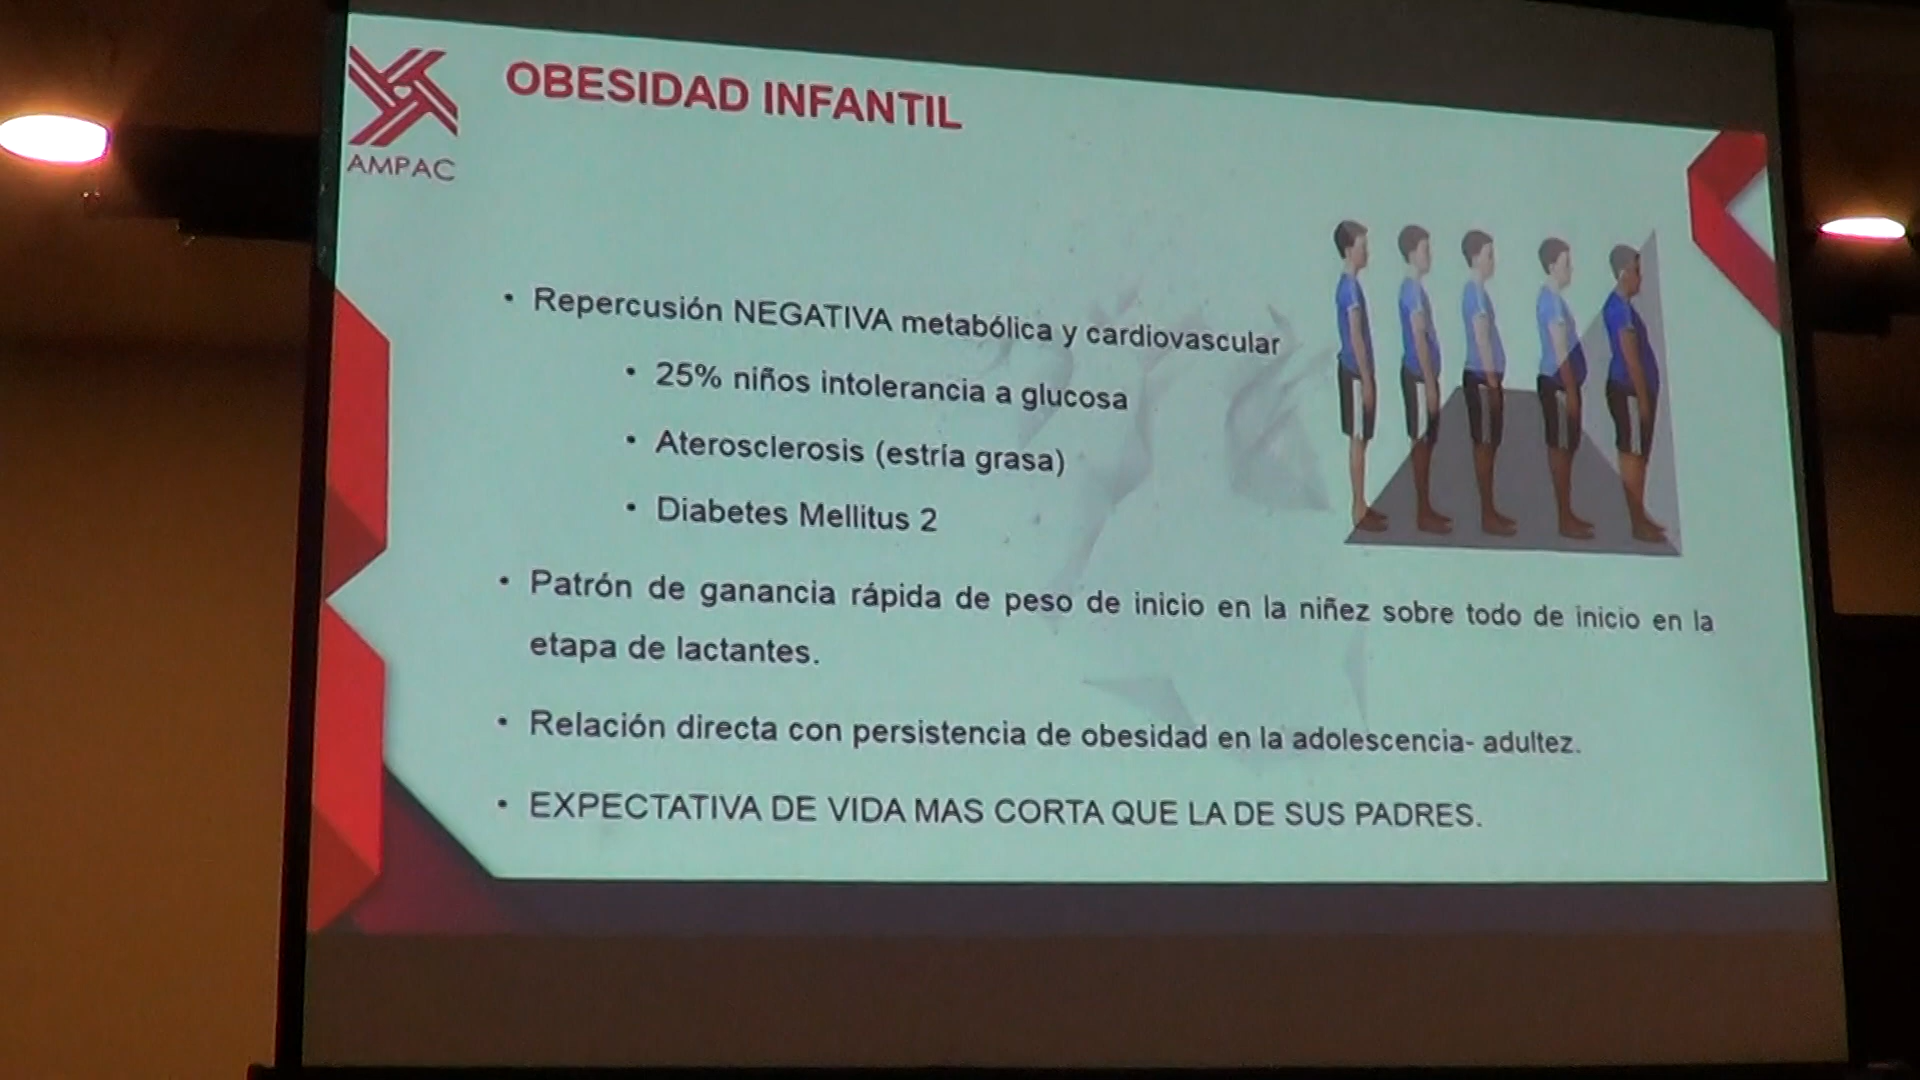 AMPAC
OBESIDAD INFANTIL
• Repercusión NEGATIVA metabólica y cardiovascular
• 25% niños intolerancia a glucosa
• Aterosclerosis (estría grasa)
• Diabetes Mellitus 2
• Patrón de ganancia rápida de peso de inicio en la niñez sobre todo de inicio en la
etapa de lactantes.
• Relación directa con persistencia de obesidad en la adolescencia- adultez.
• EXPECTATIVA DE VIDA MAS CORTA QUE LA DE SUS PADRES.